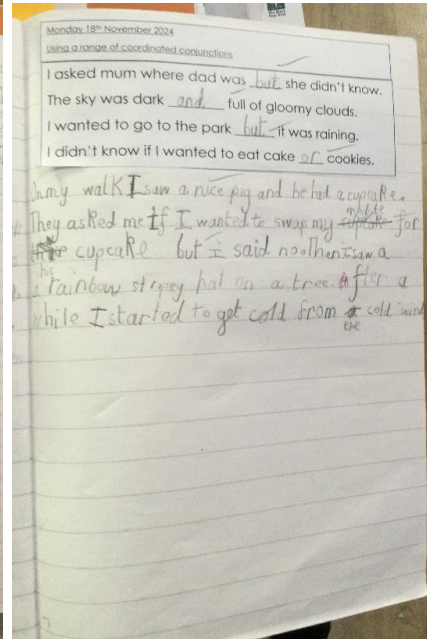 Monday 18th November 2024
Using a range of coordinated conjunctions
I asked mum where dad was but she didn't know.
The sky was dark and full of gloomy clouds.
I wanted to go to the park but it was raining.
I didn't know if I wanted to eat cake or cookies.
On my walk I saw a nice pig and he had a cupcake.
They asked me if I wanted to swap my for
his cupcake but i said no. Then I saw a
rainbow stripey hat on a tree. After a
while I started to get cold from the cold wind